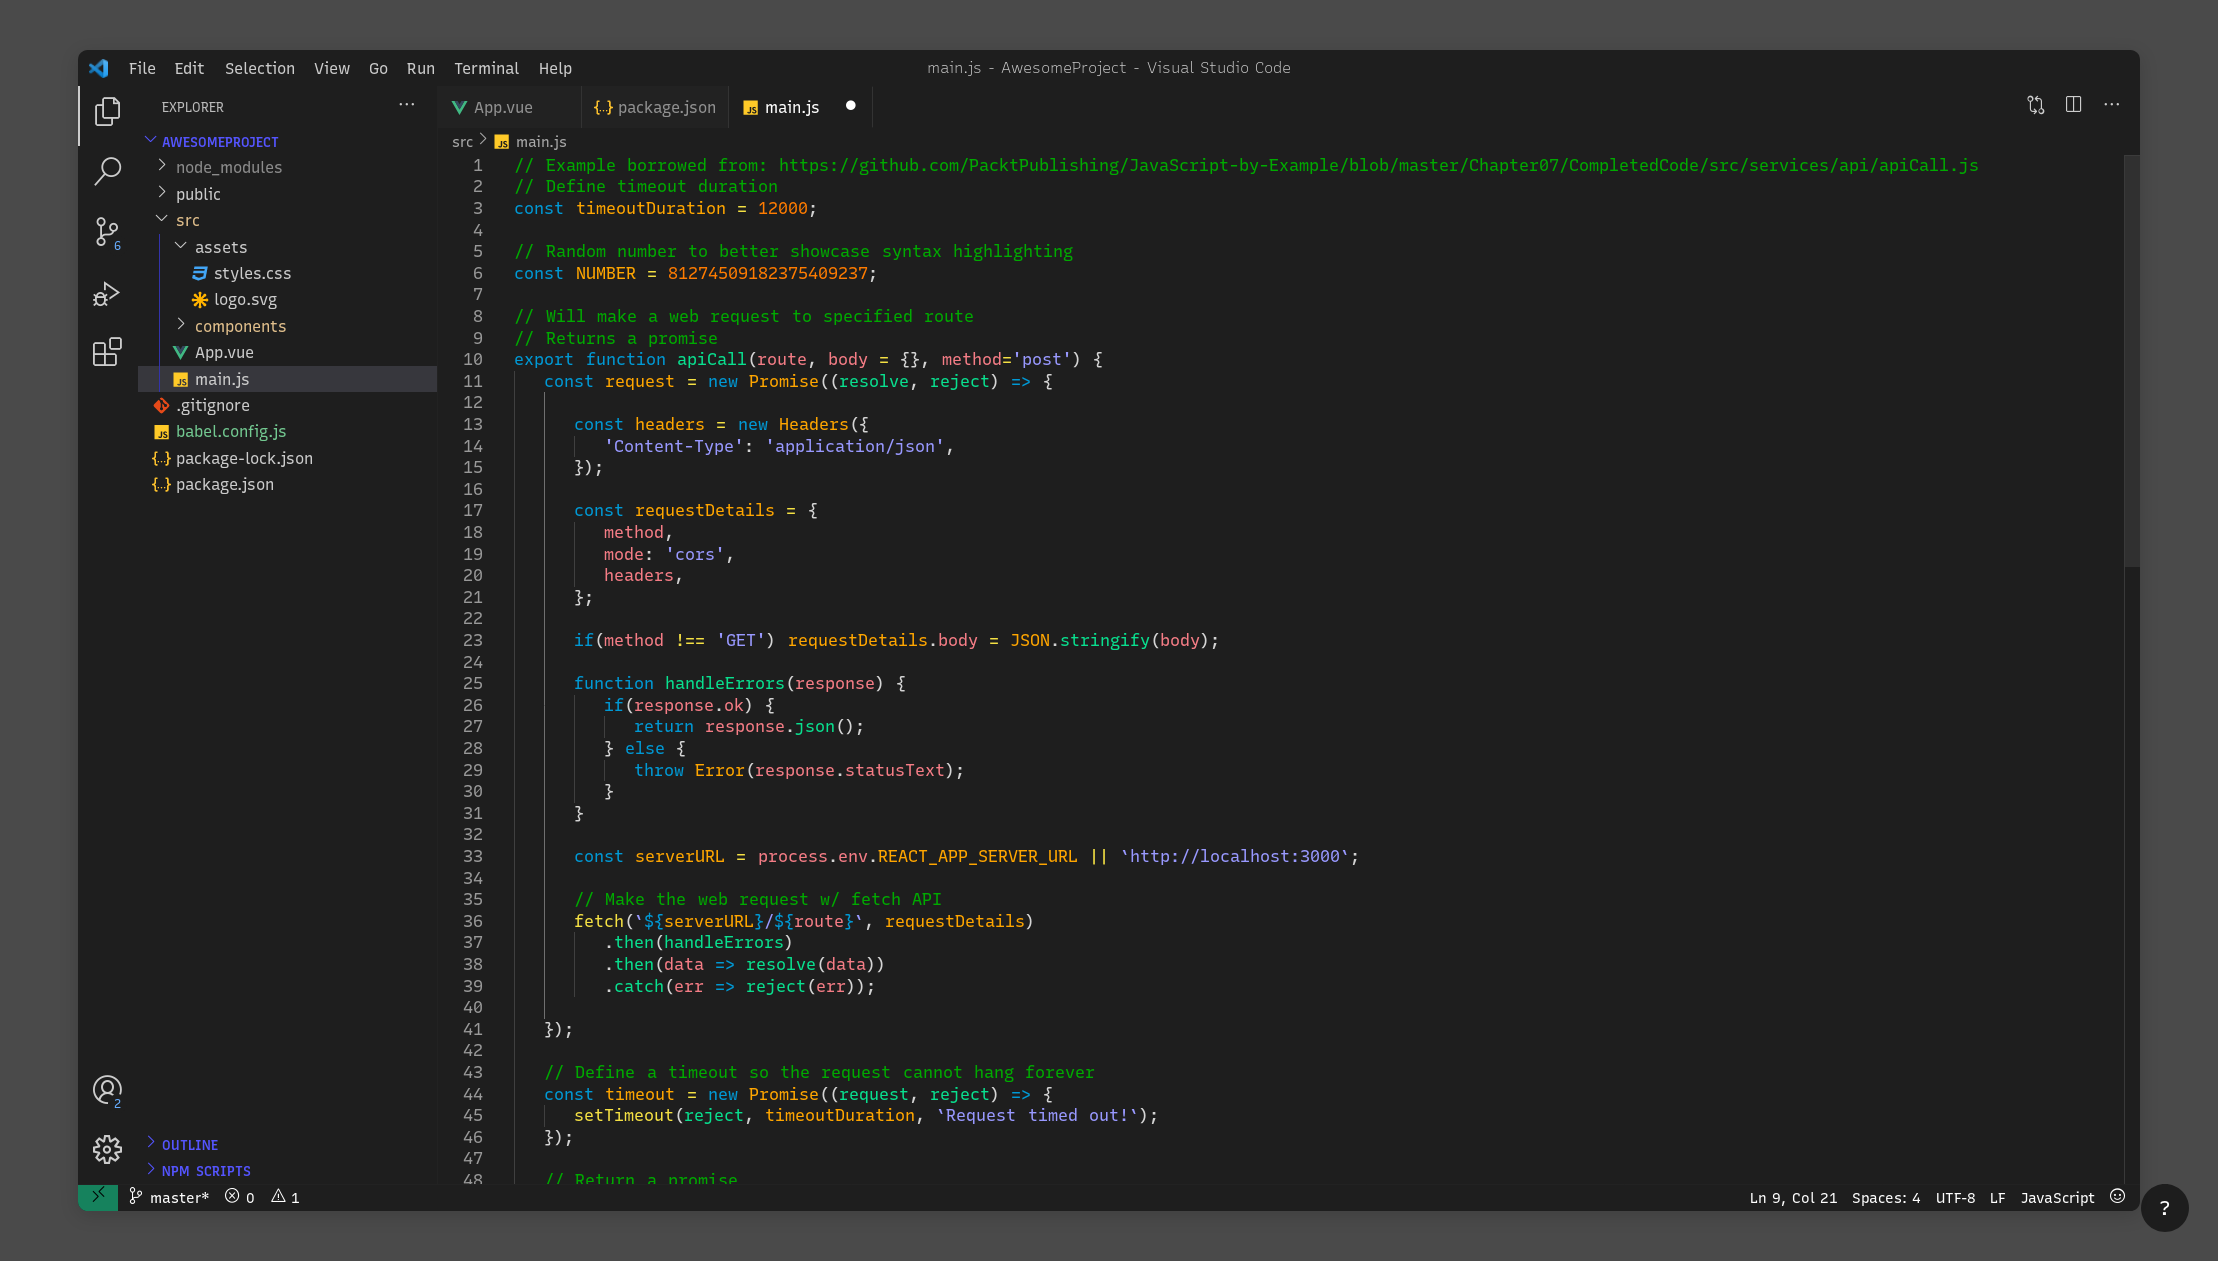 File Edit Selection View Go Run Terminal Help
main.js - AwesomeProject - Visual Studio Code
EXPLORER ···
AWESOMEPROJECT
node_modules
public
src
assets
styles.css
logo.svg
components
App.vue
JS main.js
.gitignore
JS babel.config.js
{..} package-lock.json
{..} package.json
6
2
OUTLINE
NPM SCRIPTS
App.vue
{..} package.json
JS main.js
src > JS main.js
1 // Example borrowed from: https://github.com/PacktPublishing/JavaScript-by-Example/blob/master/Chapter07/CompletedCode/src/services/api/apiCall.js
2 // Define timeout duration
3 const timeoutDuration = 12000;
4
5 // Random number to better showcase syntax highlighting
6 const NUMBER = 81274509182375409237;
7
8 // Will make a web request to specified route
9 // Returns a promise
10 export function apiCall(route, body = {}, method='post') {
11 const request = new Promise((resolve, reject) => {
12
13 const headers = new Headers({
14 'Content-Type': 'application/json',
15 });
16
17 const requestDetails = {
18 method,
19 mode: 'cors',
20 headers,
21 };
22
23 if(method !== 'GET') requestDetails.body = JSON.stringify(body);
24
25 function handleErrors(response) {
26 if(response.ok) {
27 return response.json();
28 } else {
29 throw Error(response.statusText);
30 }
31 }
32
33 const serverURL = process.env.REACT_APP_SERVER_URL || `http://localhost:3000`;
34
35 // Make the web request w/ fetch API
36 fetch(`${serverURL}/${route}`, requestDetails)
37 .then(handleErrors)
38 .then(data => resolve(data))
39 .catch(err => reject(err));
40
41 });
42
43 // Define a timeout so the request cannot hang forever
44 const timeout = new Promise((request, reject) => {
45 setTimeout(reject, timeoutDuration, `Request timed out!`);
46 });
47
48 // Return a promise
master* 0 1
Ln 9, Col 21 Spaces: 4 UTF-8 LF JavaScript
?